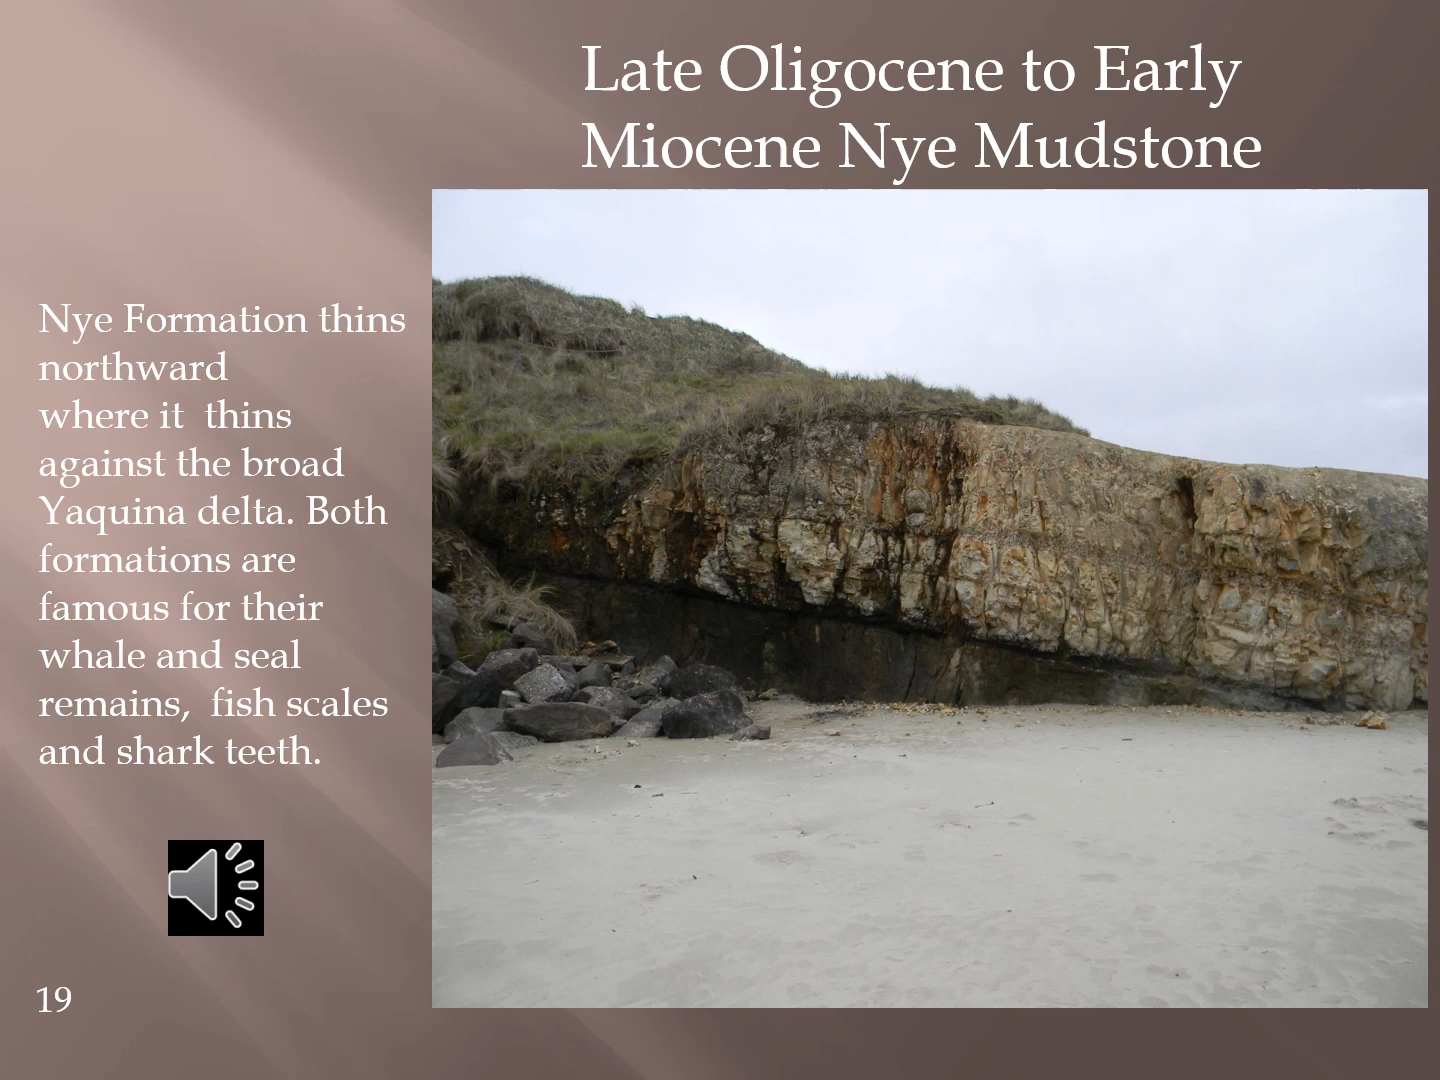 Late Oligocene to Early
Miocene Nye Mudstone
Nye Formation thins
northward
where it  thins
against the broad
Yaquina delta. Both
formations are
famous for their
whale and seal
remains,  fish scales
and shark teeth.
19